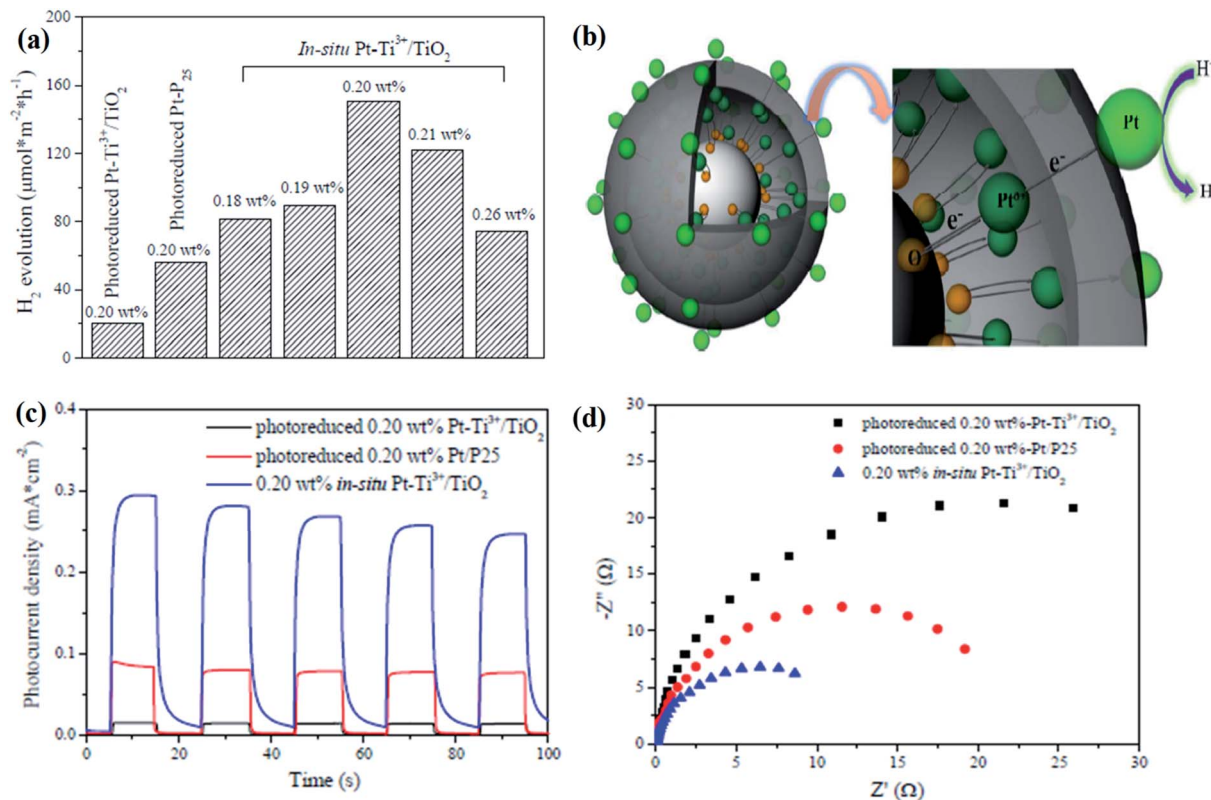 (a)
H₂ evolution (μmol*m⁻²*h⁻¹)
200
160
120
80
40
0
Photoreduced Pt-Ti³⁺/TiO₂
0.20 wt%
Photoreduced Pt-P₂₅
0.20 wt%
In-situ Pt-Ti³⁺/TiO₂
0.18 wt%
0.19 wt%
0.20 wt%
0.21 wt%
0.26 wt%
(b)
Pt
e⁻
Ptᵟ⁺
e⁻
O
H⁺
H
(c)
Photocurrent density (mA*cm⁻²)
0.4
0.3
0.2
0.1
0.0
photoreduced 0.20 wt% Pt-Ti³⁺/TiO₂
photoreduced 0.20 wt% Pt/P25
0.20 wt% in-situ Pt-Ti³⁺/TiO₂
0 20 40 60 80 100
Time (s)
(d)
-Z'' (Ω)
30
25
20
15
10
5
0
photoreduced 0.20 wt%-Pt-Ti³⁺/TiO₂
photoreduced 0.20 wt%-Pt/P25
0.20 wt% in-situ Pt-Ti³⁺/TiO₂
0 5 10 15 20 25 30
Z' (Ω)